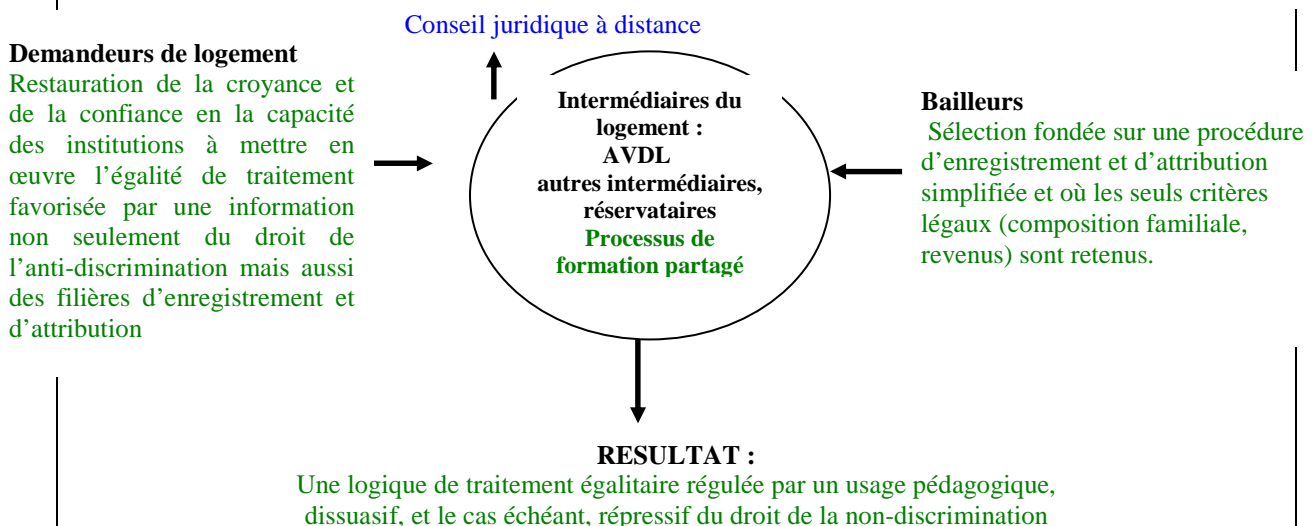 Conseil juridique à distance
Demandeurs de logement
Restauration de la croyance et
de la confiance en la capacité
des institutions à mettre en
œuvre l’égalité de traitement
favorisée par une information
non seulement du droit de
l’anti-discrimination mais aussi
des filières d’enregistrement et
d’attribution
Intermédiaires du
logement :
AVDL
autres intermédiaires,
réservataires
Processus de
formation partagé
Bailleurs
Sélection fondée sur une procédure
d’enregistrement et d’attribution
simplifiée et où les seuls critères
légaux (composition familiale,
revenus) sont retenus.
RESULTAT :
Une logique de traitement égalitaire régulée par un usage pédagogique,
dissuasif, et le cas échéant, répressif du droit de la non-discrimination